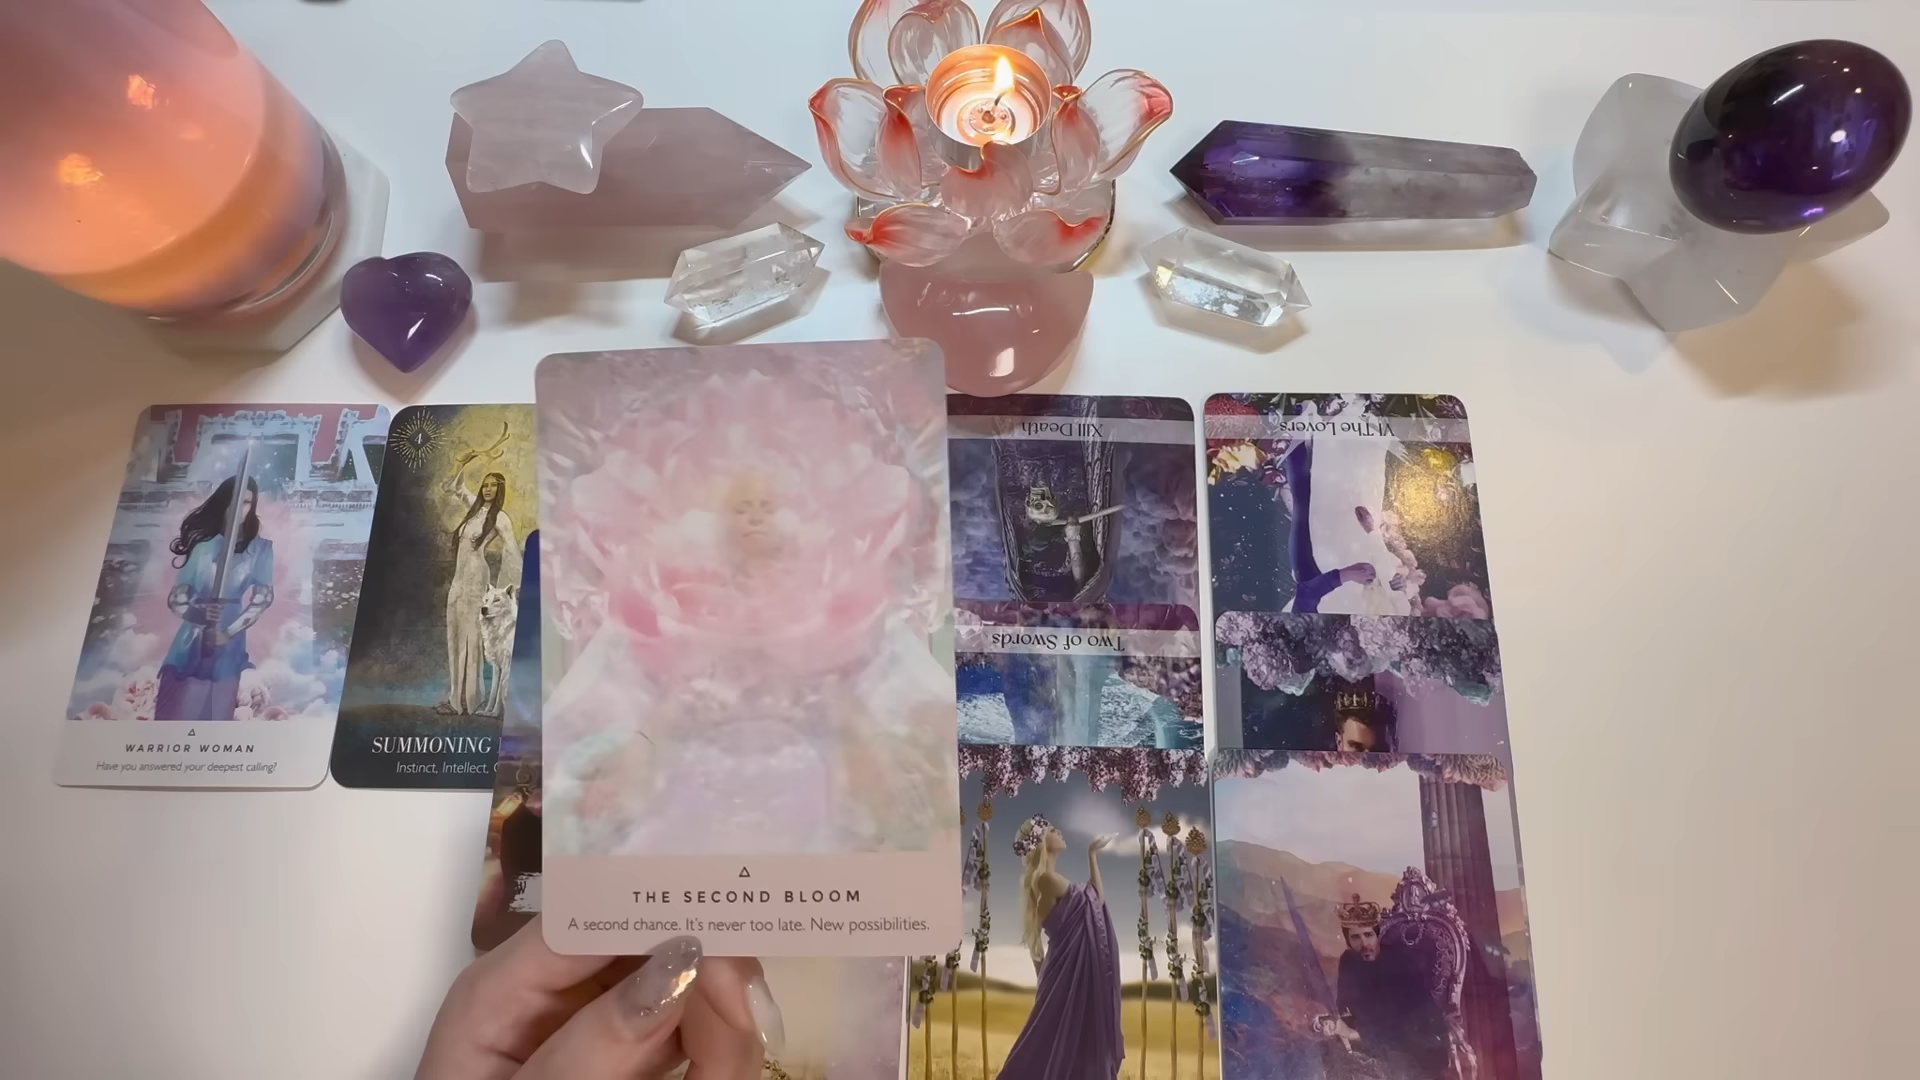 XIII Death
VI The Lovers
Two of Swords
4
WARRIOR WOMAN
Have you answered your deepest calling?
SUMMONING
Instinct, Intellect,
THE SECOND BLOOM
A second chance. It's never too late. New possibilities.